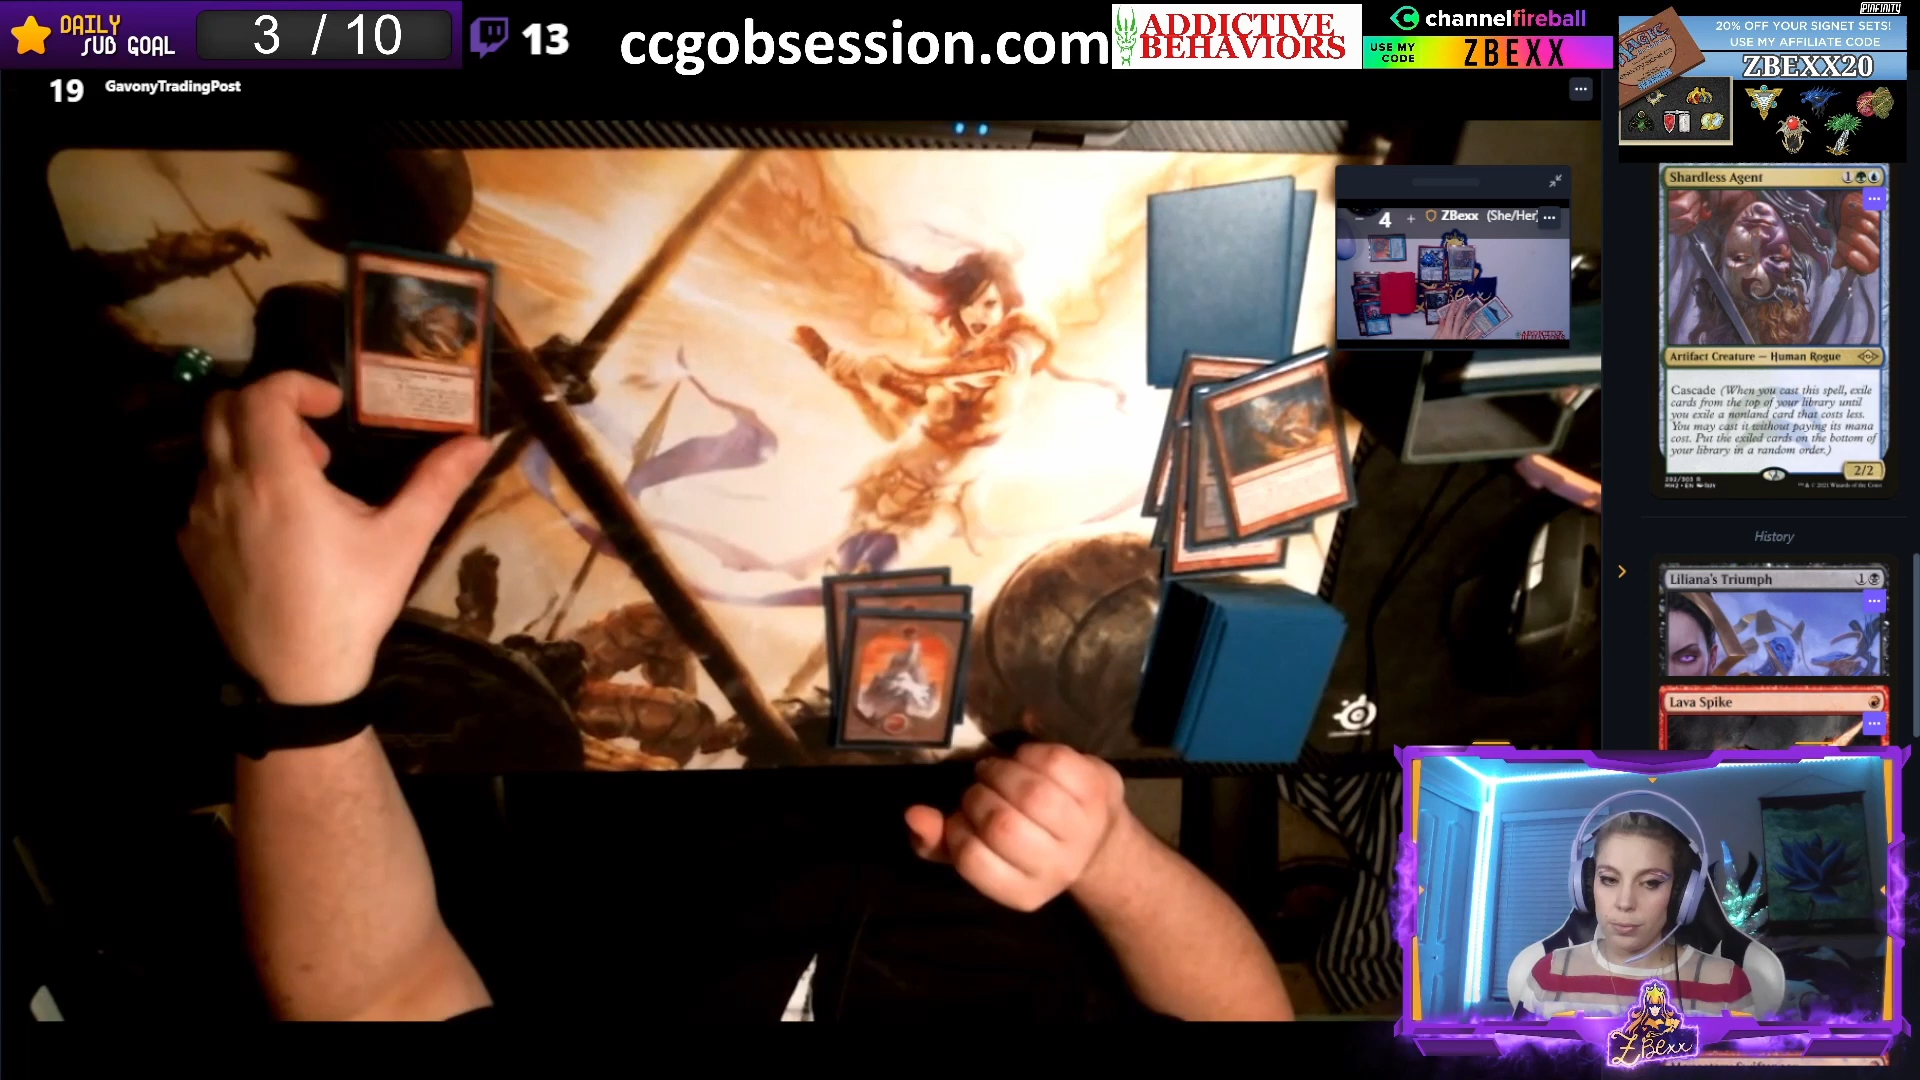 DAILY
SUB GOAL
3 / 10
13
ccgobsession.com
ADDICTIVE
BEHAVIORS
channelfireball
USE MY
CODE
ZBEXX
PINFINITY
20% OFF YOUR SIGNET SETS!
USE MY AFFILIATE CODE
ZBEXX20
19
GavonyTradingPost
4
ZBexx (She/Her
Shardless Agent
Artifact Creature — Human Rogue
Cascade (When you cast this spell, exile
cards from the top of your library until
you exile a nonland card that costs less.
You may cast it without paying its mana
cost. Put the exiled cards on the bottom of
your library in a random order.)
2/2
History
Liliana's Triumph
Lava Spike
ZBexx